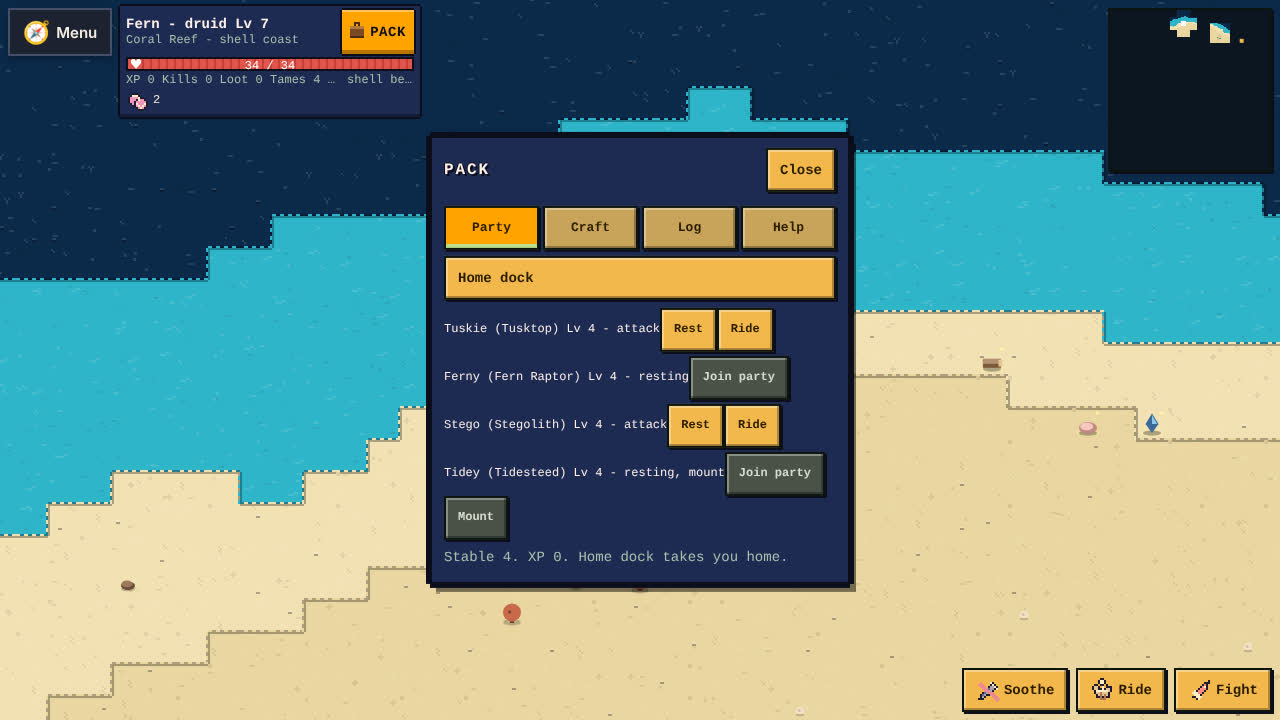 Menu
Fern - druid Lv 7
Coral Reef - shell coast
PACK
34 / 34
XP 0 Kills 0 Loot 0 Tames 4 … shell be…
2
PACK
Close
Party Craft Log Help
Home dock
Tuskie (Tusktop) Lv 4 - attack Rest Ride
Ferny (Fern Raptor) Lv 4 - resting Join party
Stego (Stegolith) Lv 4 - attack Rest Ride
Tidey (Tidesteed) Lv 4 - resting, mount Join party
Mount
Stable 4. XP 0. Home dock takes you home.
Soothe Ride Fight